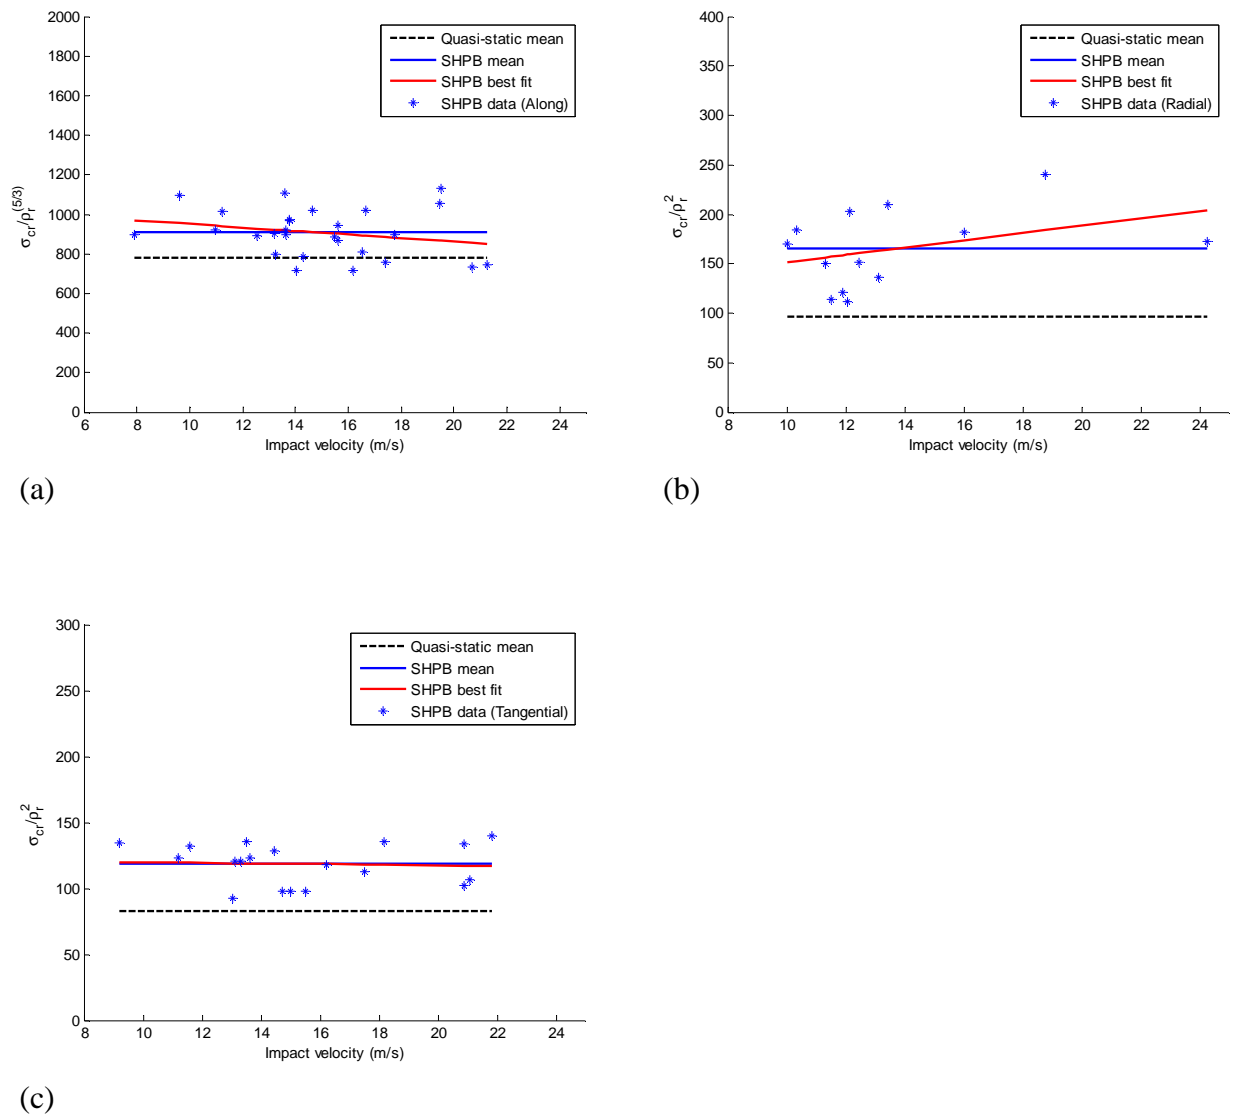 2000
1800
1600
1400
1200
1000
800
600
400
200
0
6 8 10 12 14 16 18 20 22 24
Impact velocity (m/s)
σcr/ρr(5/3)
Quasi-static mean
SHPB mean
SHPB best fit
SHPB data (Along)
(a)
400
350
300
250
200
150
100
50
0
8 10 12 14 16 18 20 22 24
Impact velocity (m/s)
σcr/ρr2
Quasi-static mean
SHPB mean
SHPB best fit
SHPB data (Radial)
(b)
300
250
200
150
100
50
0
8 10 12 14 16 18 20 22 24
Impact velocity (m/s)
σcr/ρr2
Quasi-static mean
SHPB mean
SHPB best fit
SHPB data (Tangential)
(c)